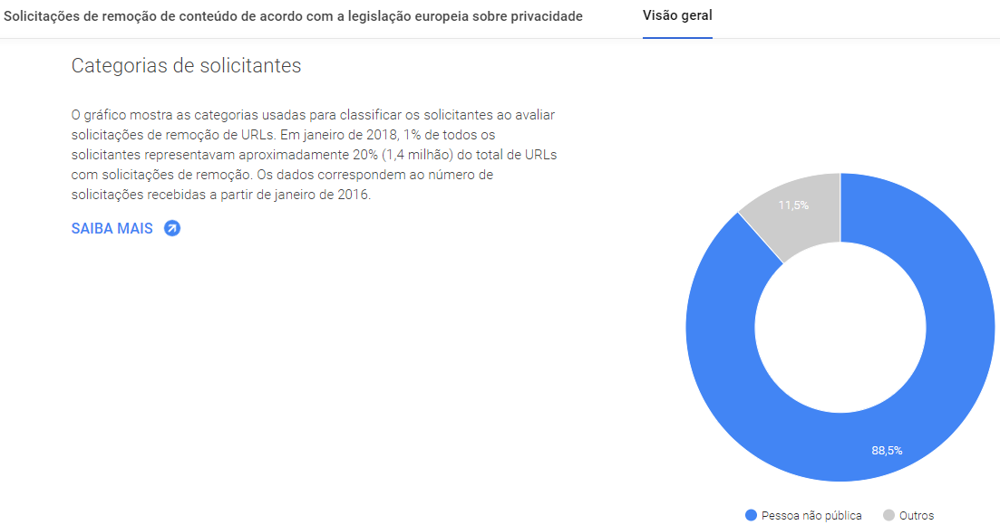 Solicitações de remoção de conteúdo de acordo com a legislação europeia sobre privacidade
Visão geral
Categorias de solicitantes
O gráfico mostra as categorias usadas para classificar os solicitantes ao avaliar
solicitações de remoção de URLs. Em janeiro de 2018, 1% de todos os
solicitantes representavam aproximadamente 20% (1,4 milhão) do total de URLs
com solicitações de remoção. Os dados correspondem ao número de
solicitações recebidas a partir de janeiro de 2016.
SAIBA MAIS
11,5%
88,5%
Pessoa não pública
Outros